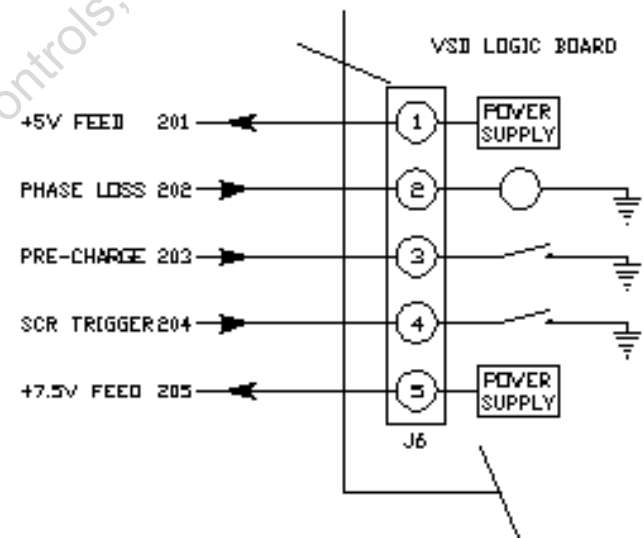 ontrols,
VSD LOGIC BOARD
+5V FEED 201
1
POWER
SUPPLY
PHASE LOSS 202
2
PRE-CHARGE 203
3
SCR TRIGGER 204
4
+7.5V FEED 205
5
POWER
SUPPLY
J6